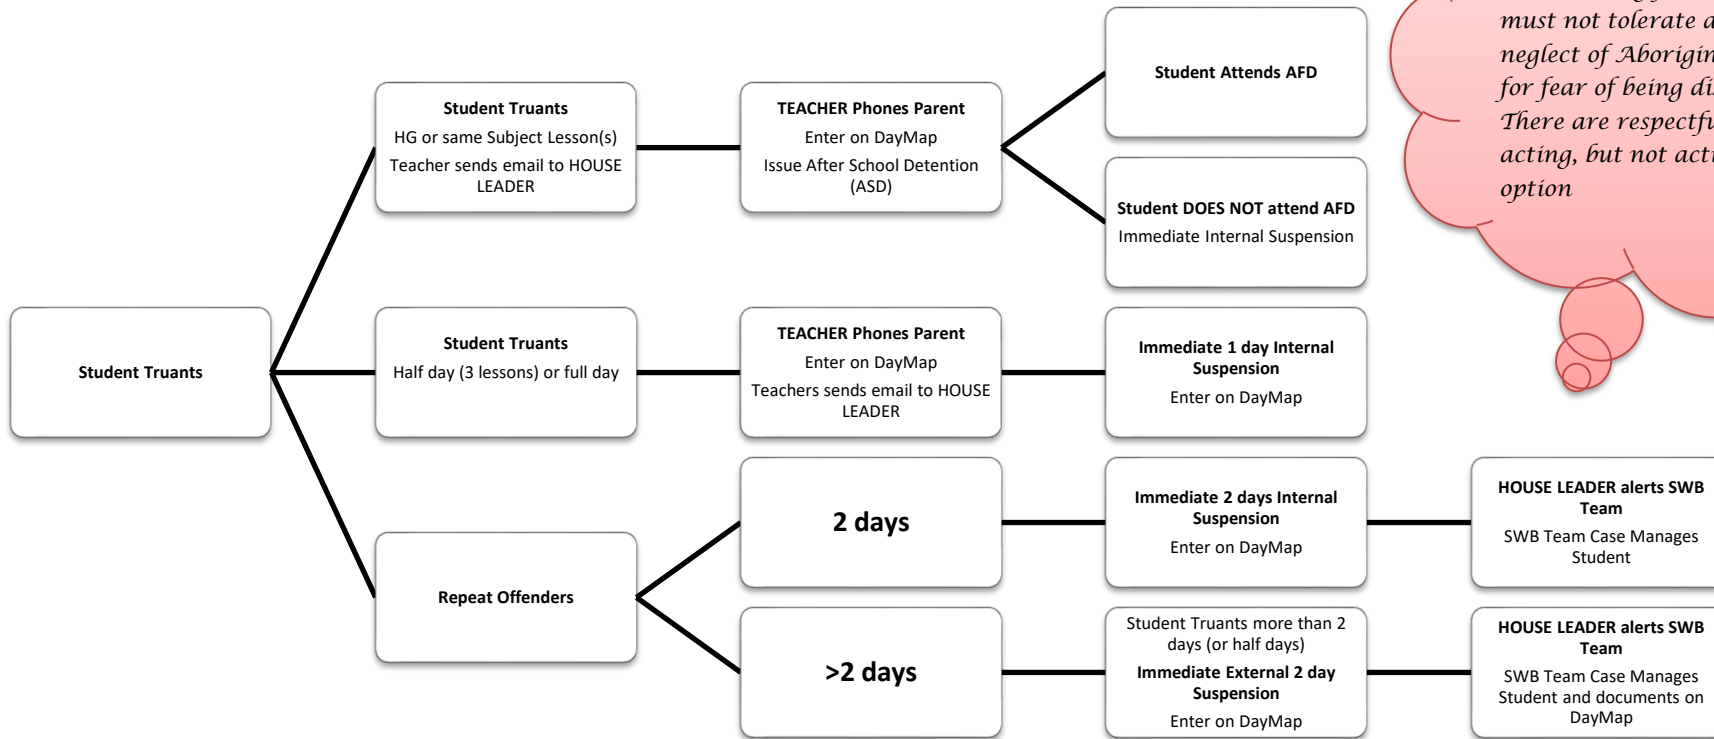 must not tolerate
neglect of
for fear of being
There are
acting, but not
option
Student Attends AFD
Student Truants
HG or same Subject Lesson(s)
Teacher sends email to HOUSE
LEADER
TEACHER Phones Parent
Enter on DayMap
Issue After School Detention
(ASD)
Student DOES NOT attend AFD
Immediate Internal Suspension
Student Truants
Student Truants
Half day (3 lessons) or full day
TEACHER Phones Parent
Enter on DayMap
Teachers sends email to HOUSE
LEADER
Immediate 1 day Internal
Suspension
Enter on DayMap
Repeat Offenders
2 days
Immediate 2 days Internal
Suspension
Enter on DayMap
HOUSE LEADER alerts SWB
Team
SWB Team Case Manages
Student
>2 days
Student Truants more than 2
days (or half days)
Immediate External 2 day
Suspension
Enter on DayMap
HOUSE LEADER alerts SWB
Team
SWB Team Case Manages
Student and documents on
DayMap